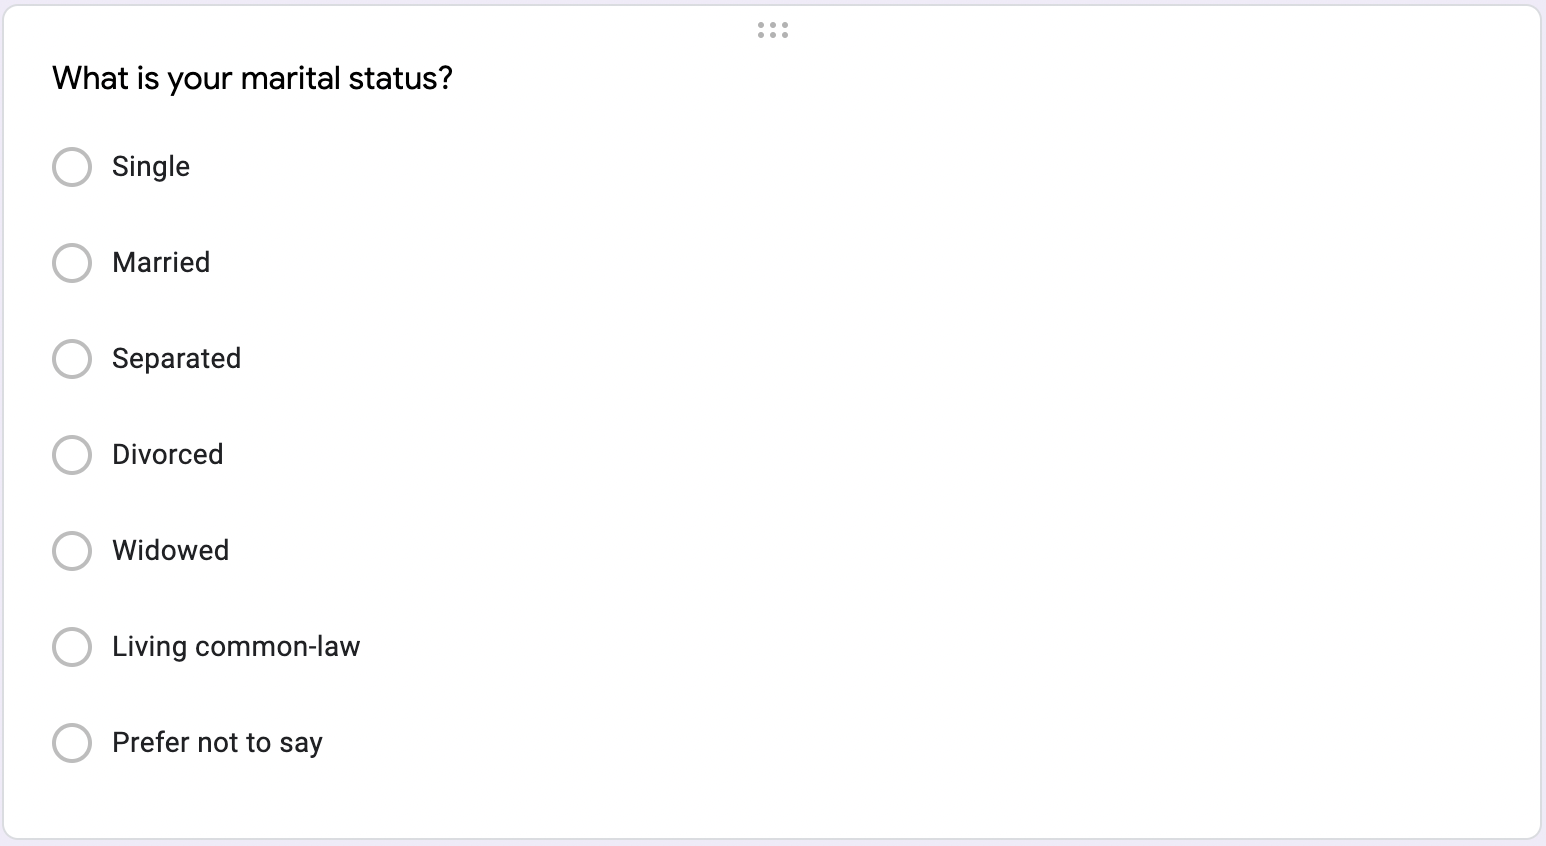 What is your marital status?
Single
Married
Separated
Divorced
Widowed
Living common-law
Prefer not to say